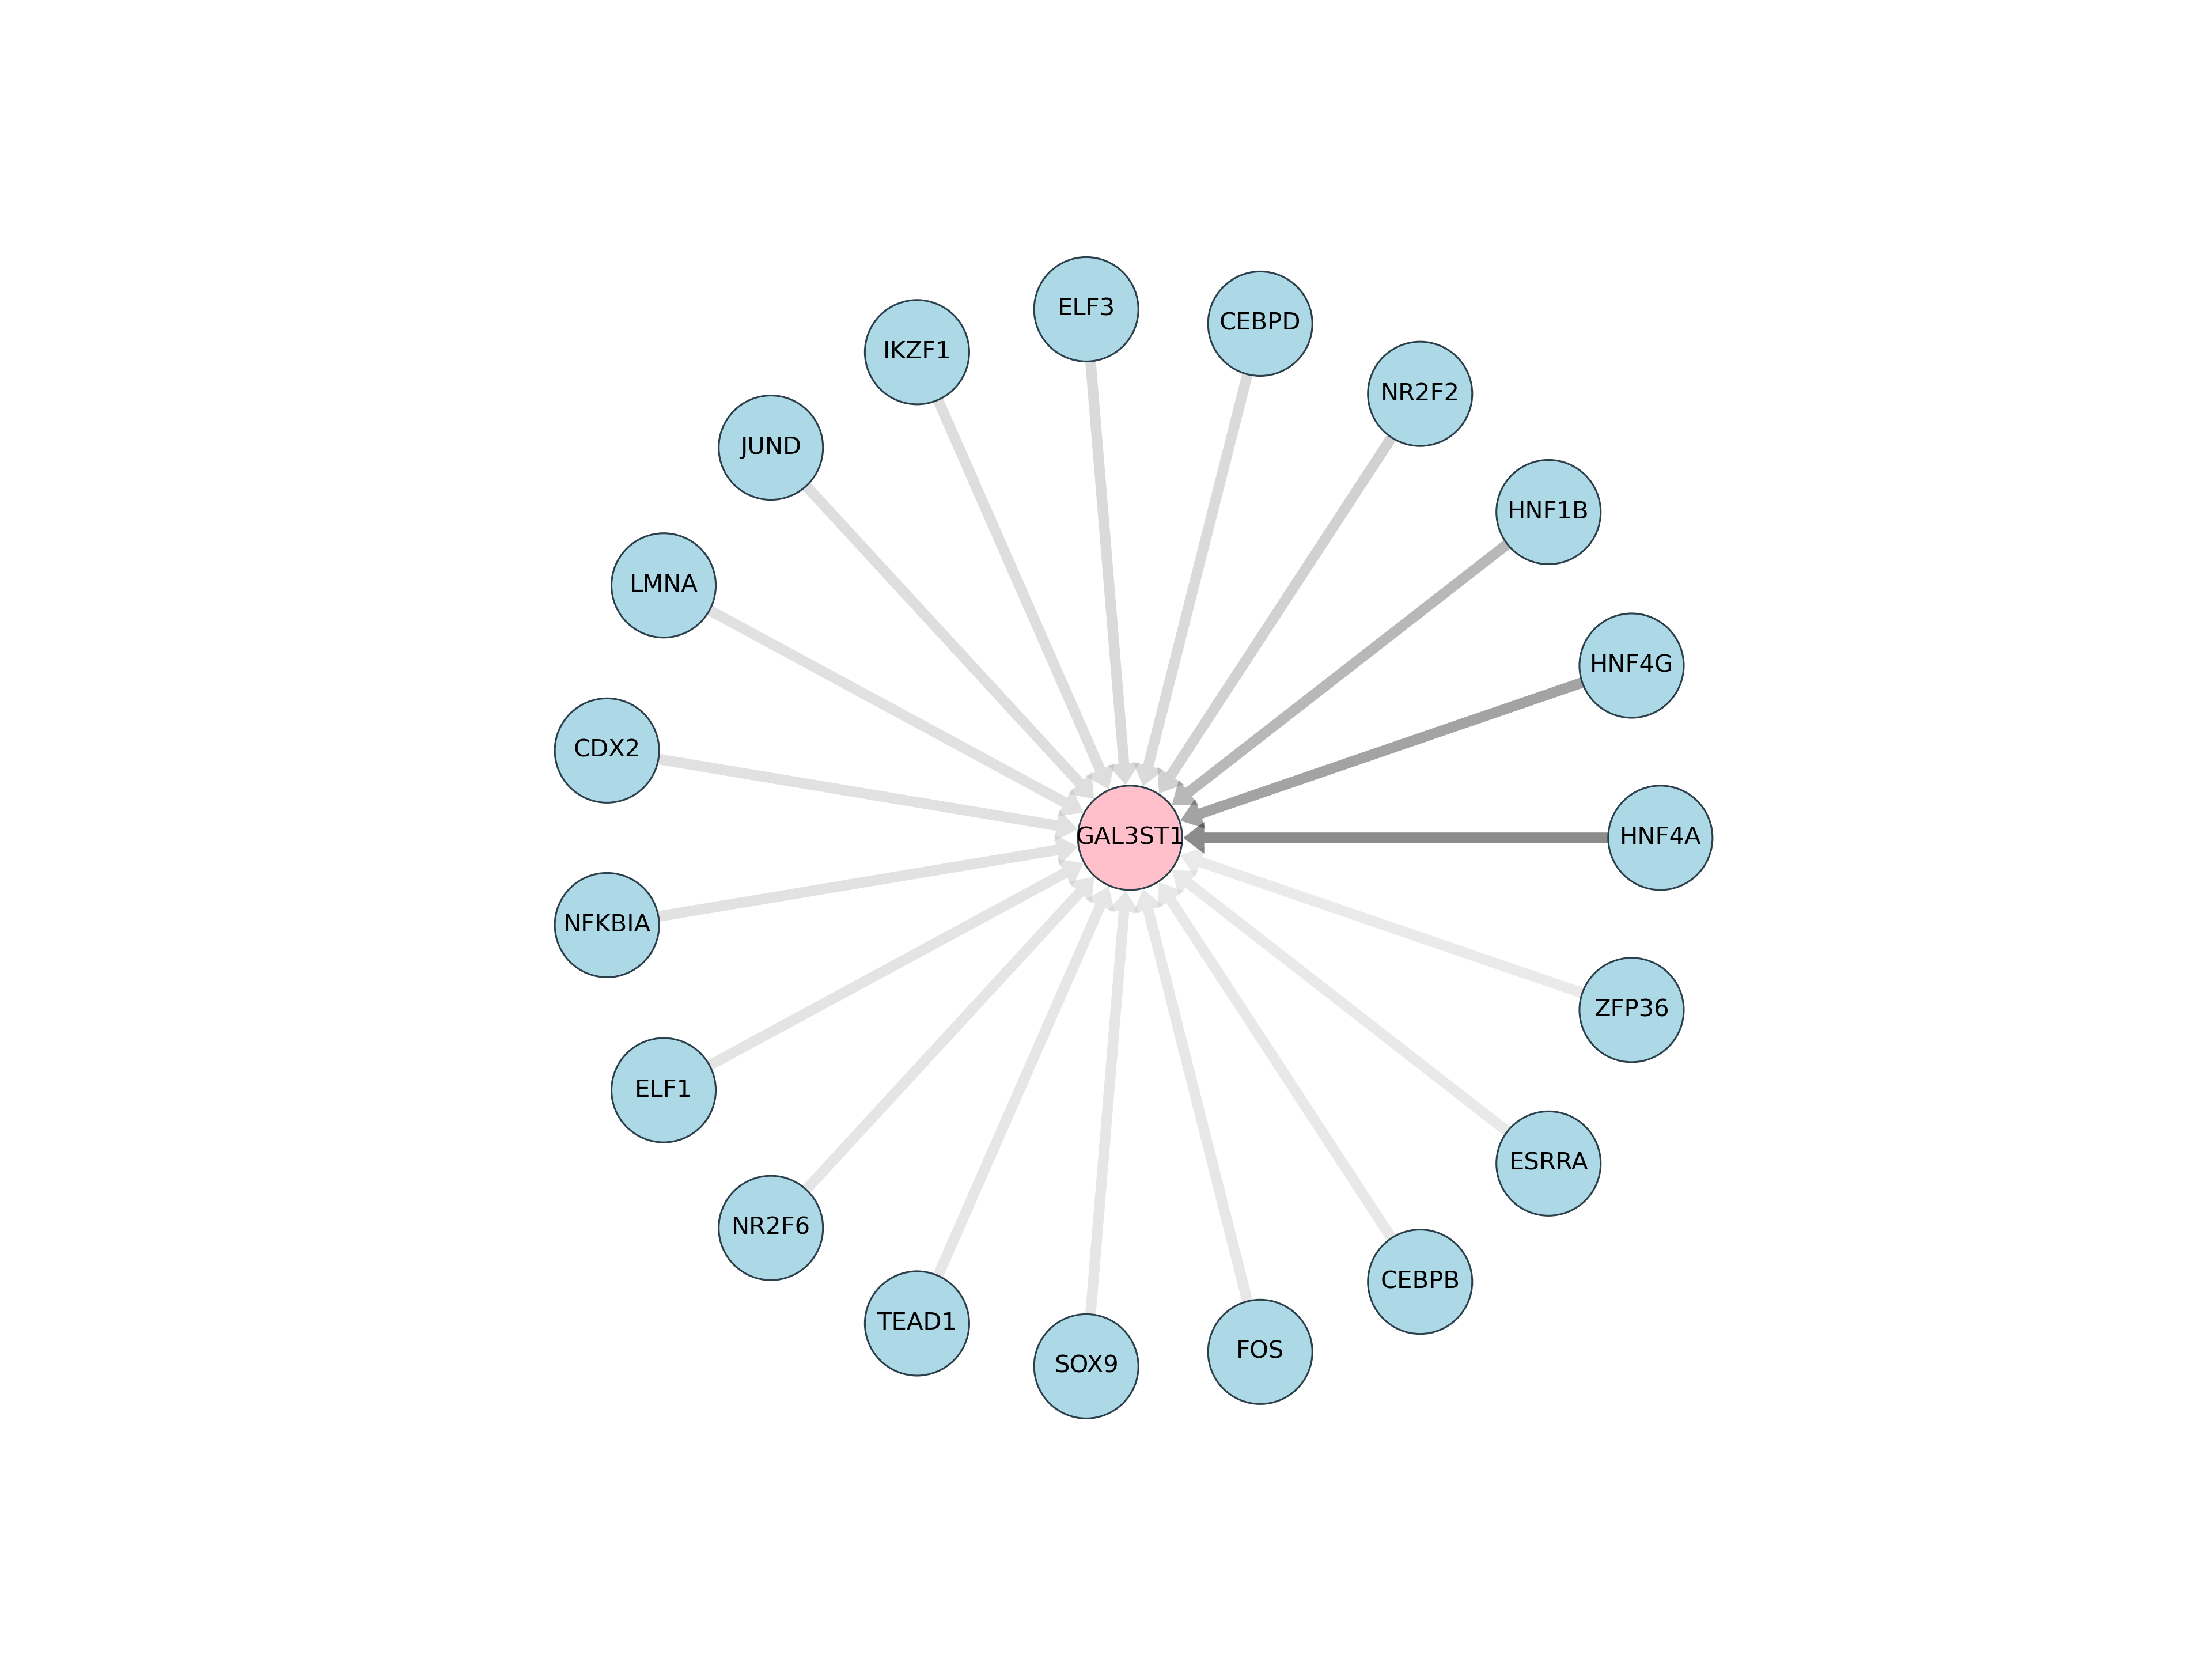 ELF3
CEBPD
IKZF1
NR2F2
JUND
HNF1B
LMNA
HNF4G
CDX2
GAL3ST1
HNF4A
NFKBIA
ZFP36
ELF1
ESRRA
NR2F6
CEBPB
TEAD1
FOS
SOX9